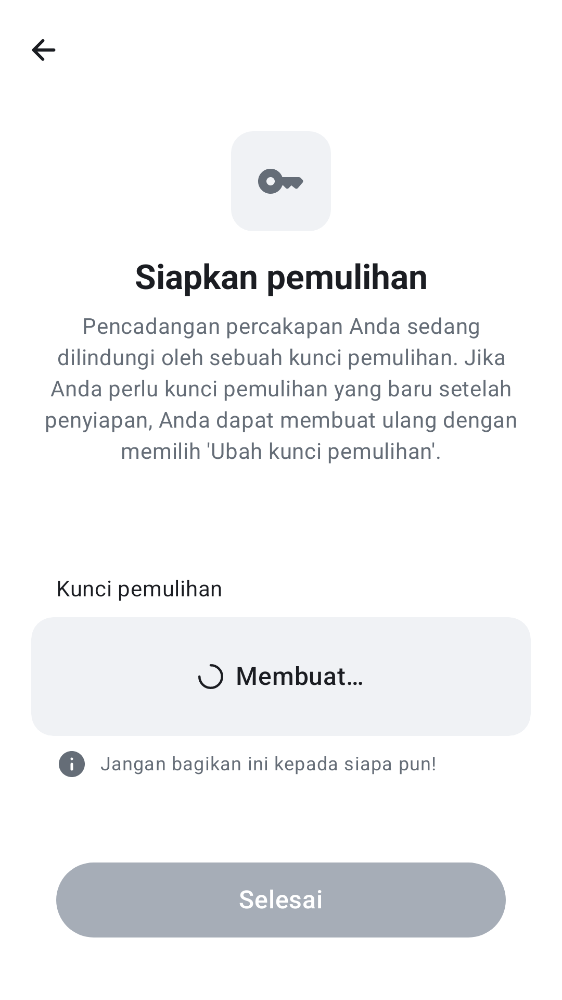 Siapkan pemulihan
Pencadangan percakapan Anda sedang
dilindungi oleh sebuah kunci pemulihan. Jika
Anda perlu kunci pemulihan yang baru setelah
penyiapan, Anda dapat membuat ulang dengan
memilih 'Ubah kunci pemulihan'.
Kunci pemulihan
Membuat…
Jangan bagikan ini kepada siapa pun!
Selesai